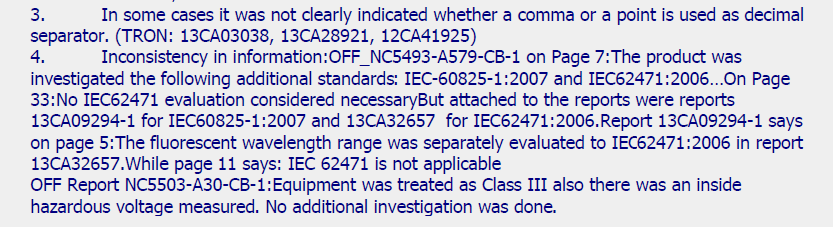 3. In some cases it was not clearly indicated whether a comma or a point is used as decimal
separator. (TRON: 13CA03038, 13CA28921, 12CA41925)
4. Inconsistency in information:OFF_NC5493-A579-CB-1 on Page 7:The product was
investigated the following additional standards: IEC-60825-1:2007 and IEC62471:2006...On Page
33:No IEC62471 evaluation considered necessaryBut attached to the reports were reports
13CA09294-1 for IEC60825-1:2007 and 13CA32657  for IEC62471:2006.Report 13CA09294-1 says
on page 5:The fluorescent wavelength range was separately evaluated to IEC62471:2006 in report
13CA32657.While page 11 says: IEC 62471 is not applicable
OFF Report NC5503-A30-CB-1:Equipment was treated as Class III also there was an inside
hazardous voltage measured. No additional investigation was done.